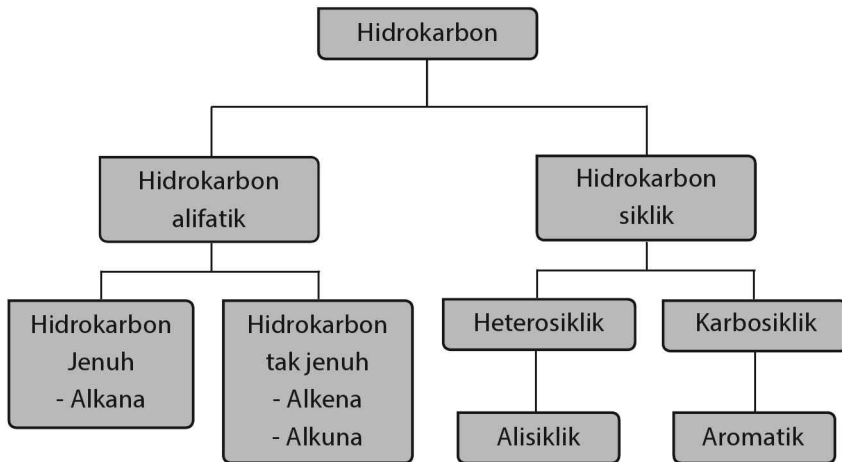 Hidrokarbon
Hidrokarbon
alifatik
Hidrokarbon
siklik
Hidrokarbon
Jenuh
- Alkana
Hidrokarbon
tak jenuh
- Alkena
- Alkuna
Heterosiklik
Karbosiklik
Alisiklik
Aromatik